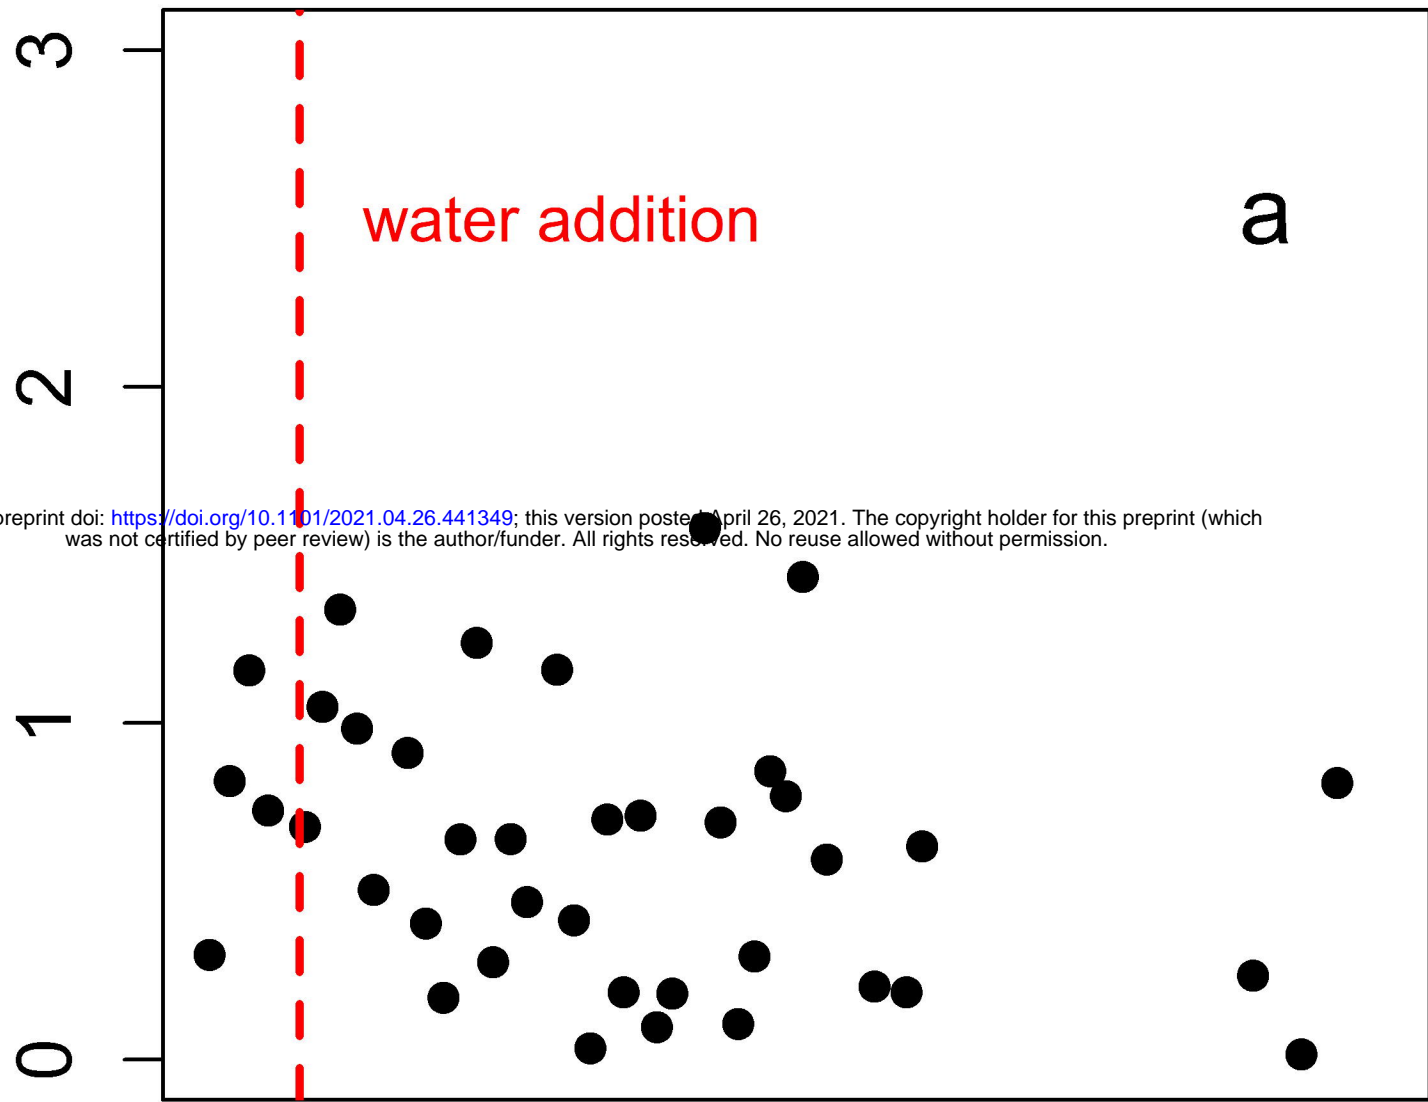 3
water addition
a
2
preprint doi: https://doi.org/10.1101/2021.04.26.441349; this version posted April 26, 2021. The copyright holder for this preprint (which
was not certified by peer review) is the author/funder. All rights reserved. No reuse allowed without permission.
1
0